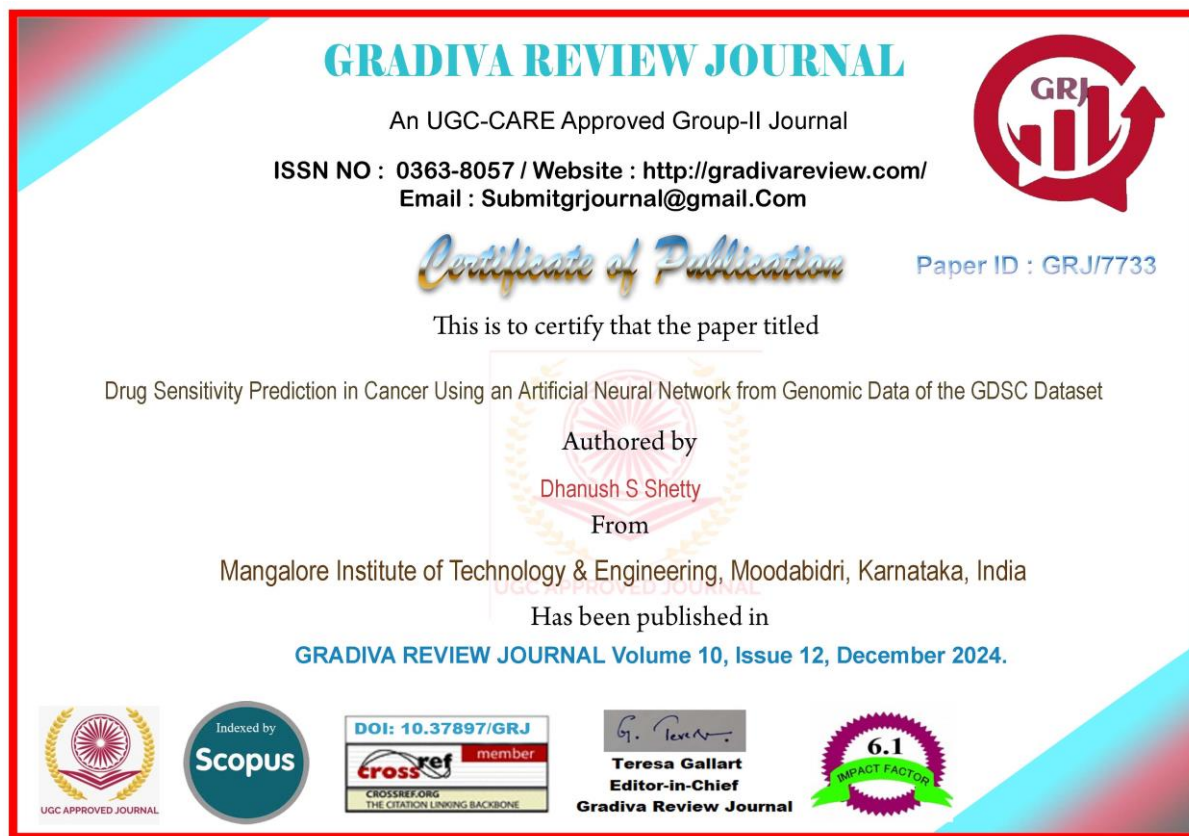 GRADIVA REVIEW JOURNAL
GRJ
An UGC-CARE Approved Group-II Journal
ISSN NO : 0363-8057 / Website : http://gradivareview.com/
Email : Submitgrjournal@gmail.Com
Certificate of Publication
Paper ID : GRJ/7733
This is to certify that the paper titled
Drug Sensitivity Prediction in Cancer Using an Artificial Neural Network from Genomic Data of the GDSC Dataset
Authored by
Dhanush S Shetty
From
Mangalore Institute of Technology & Engineering, Moodabidri, Karnataka, India
UGC APPROVED JOURNAL
Has been published in
GRADIVA REVIEW JOURNAL Volume 10, Issue 12, December 2024.
UGC APPROVED JOURNAL
Indexed by
Scopus
DOI: 10.37897/GRJ
crossref member
CROSSREF.ORG
THE CITATION LINKING BACKBONE
Teresa Gallart
Editor-in-Chief
Gradiva Review Journal
6.1
IMPACT FACTOR